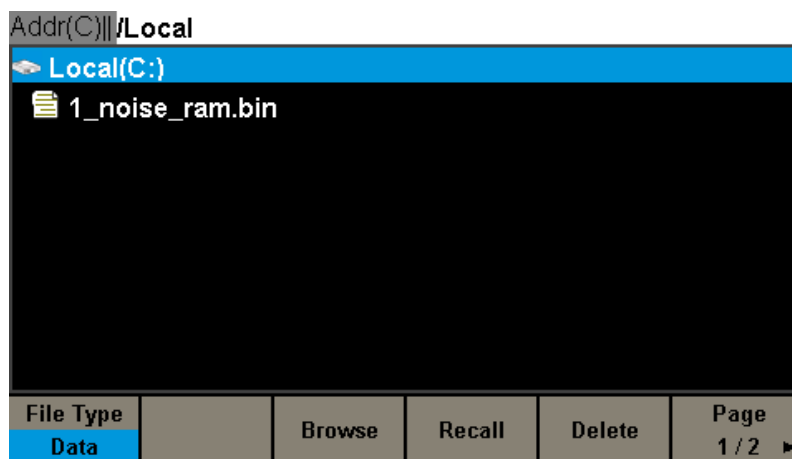 Addr(C)||/Local
Local(C:)
1_noise_ram.bin
File Type
Data
Browse
Recall
Delete
Page
1 / 2 ►